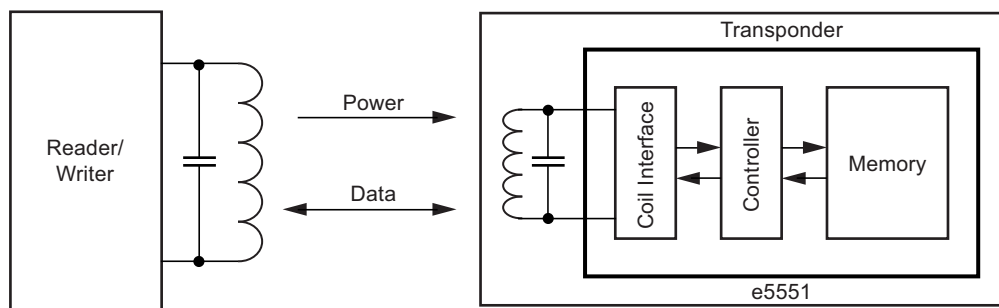 Reader/
Writer
Power
Data
Transponder
Coil Interface
Controller
Memory
e5551